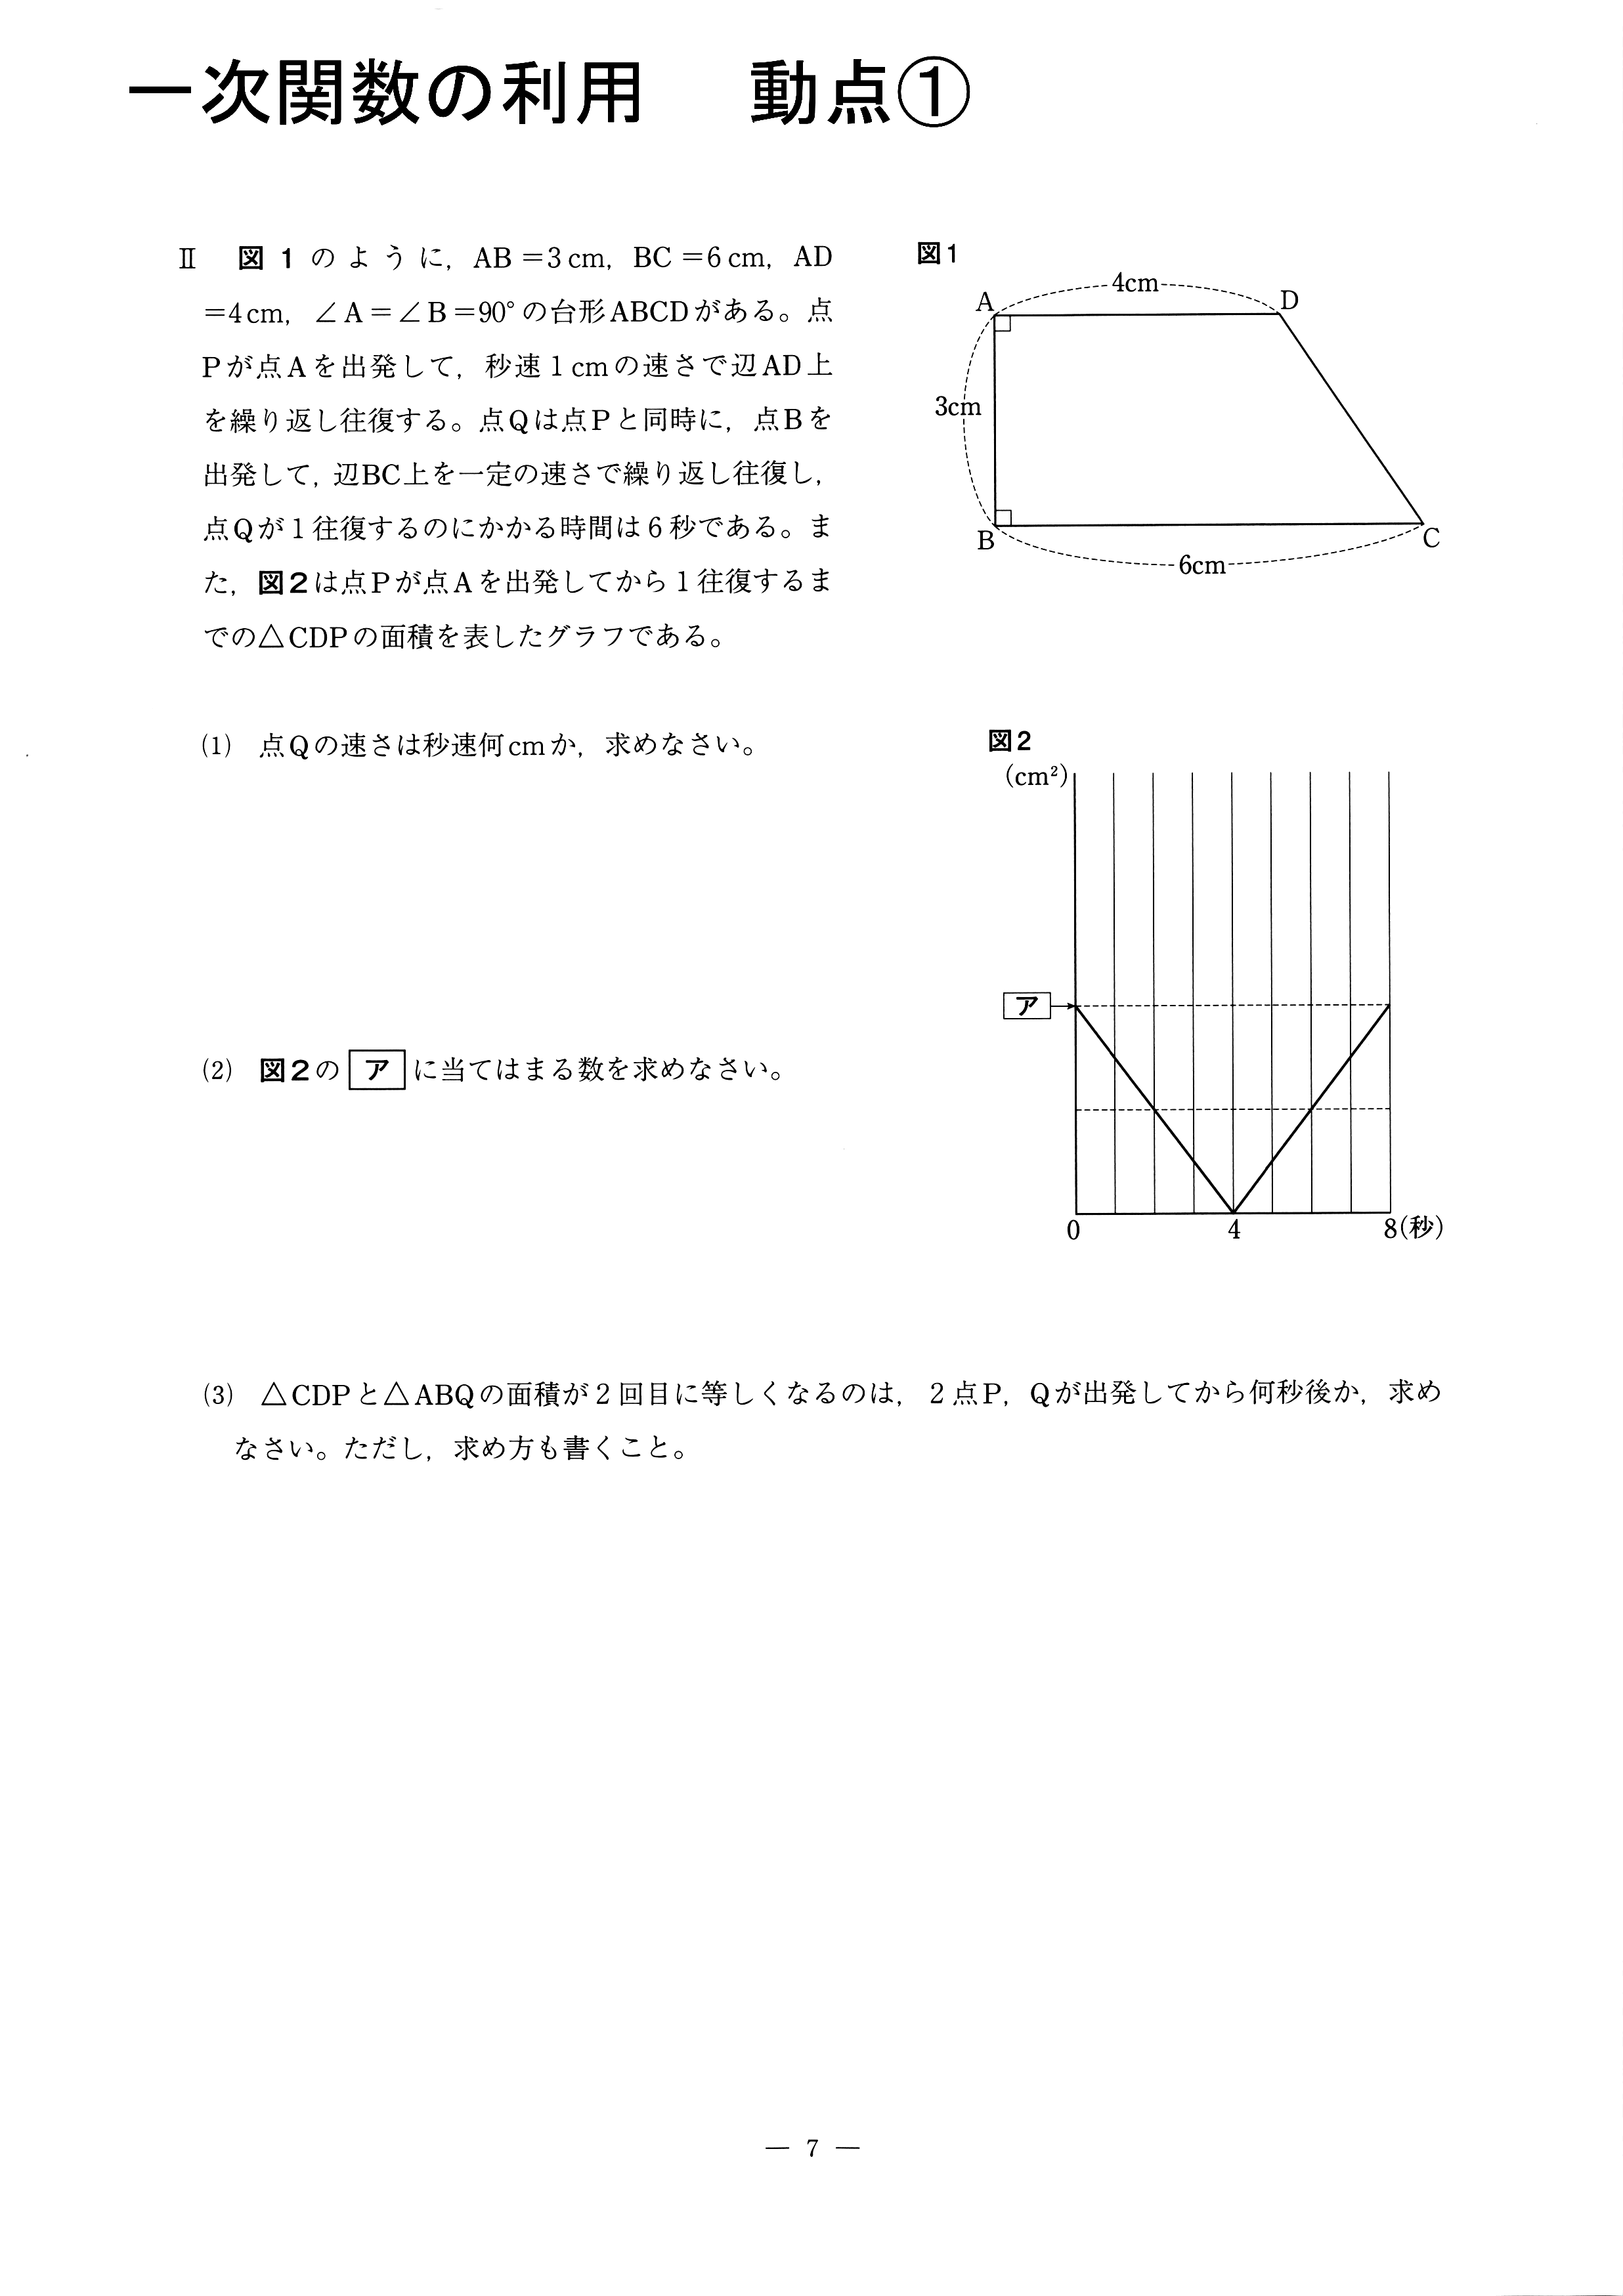 一次関数の利用 動点①
Ⅱ 図1のように，AB＝3cm，BC＝6cm，AD
＝4cm，∠A＝∠B＝90°の台形ABCDがある。点
Pが点Aを出発して，秒速1cmの速さで辺AD上
を繰り返し往復する。点Qは点Pと同時に，点Bを
出発して，辺BC上を一定の速さで繰り返し往復し，
点Qが1往復するのにかかる時間は6秒である。ま
た，図2は点Pが点Aを出発してから1往復するま
での△CDPの面積を表したグラフである。
図1
4cm
A
D
3cm
B
C
6cm
(1) 点Qの速さは秒速何cmか，求めなさい。
図2
(cm²)
ア
0
4
8(秒)
(2) 図2の ア に当てはまる数を求めなさい。
(3) △CDPと△ABQの面積が2回目に等しくなるのは，2点P，Qが出発してから何秒後か，求め
なさい。ただし，求め方も書くこと。
— 7 —